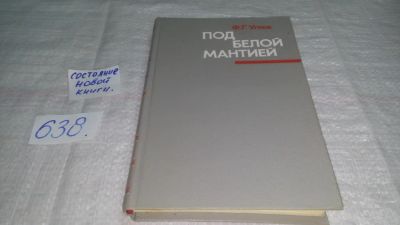 Ф.Г. Углов
ПОД
БЕЛОЙ
МАНТИЕЙ
СОСТОЯНИЕ
НОВОЙ
КНИГИ.
638.